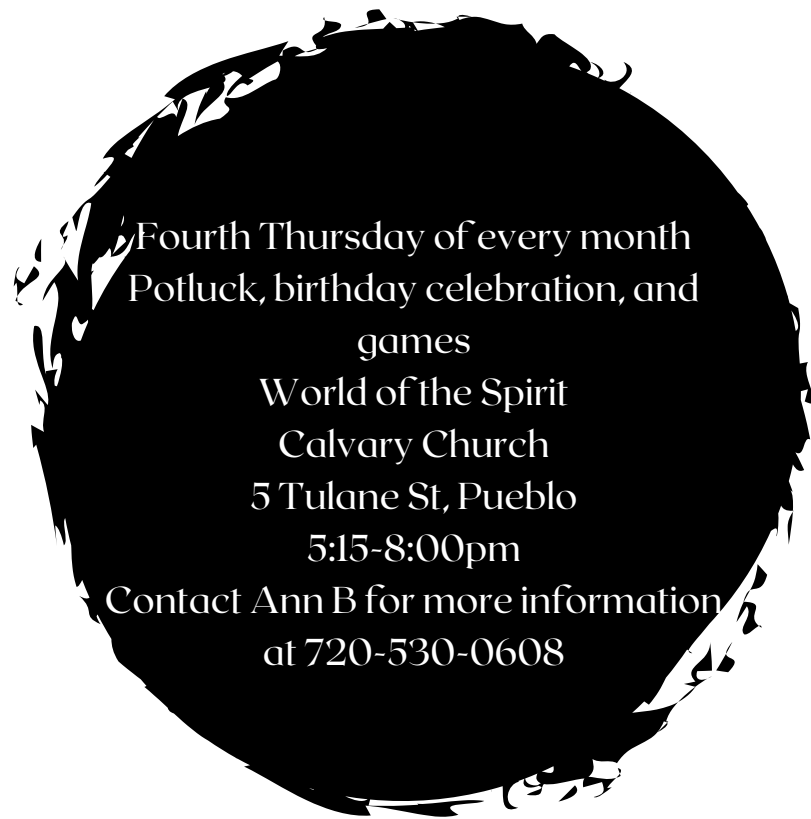 Fourth Thursday of every month
Potluck, birthday celebration, and
games
World of the Spirit
Calvary Church
5 Tulane St, Pueblo
5:15-8:00pm
Contact Ann B for more information
at 720-530-0608